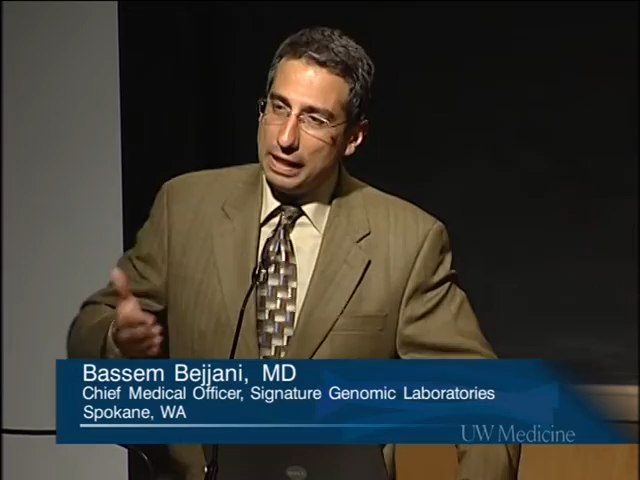 Bassem Bejjani, MD
Chief Medical Officer, Signature Genomic Laboratories
Spokane, WA
UW Medicine